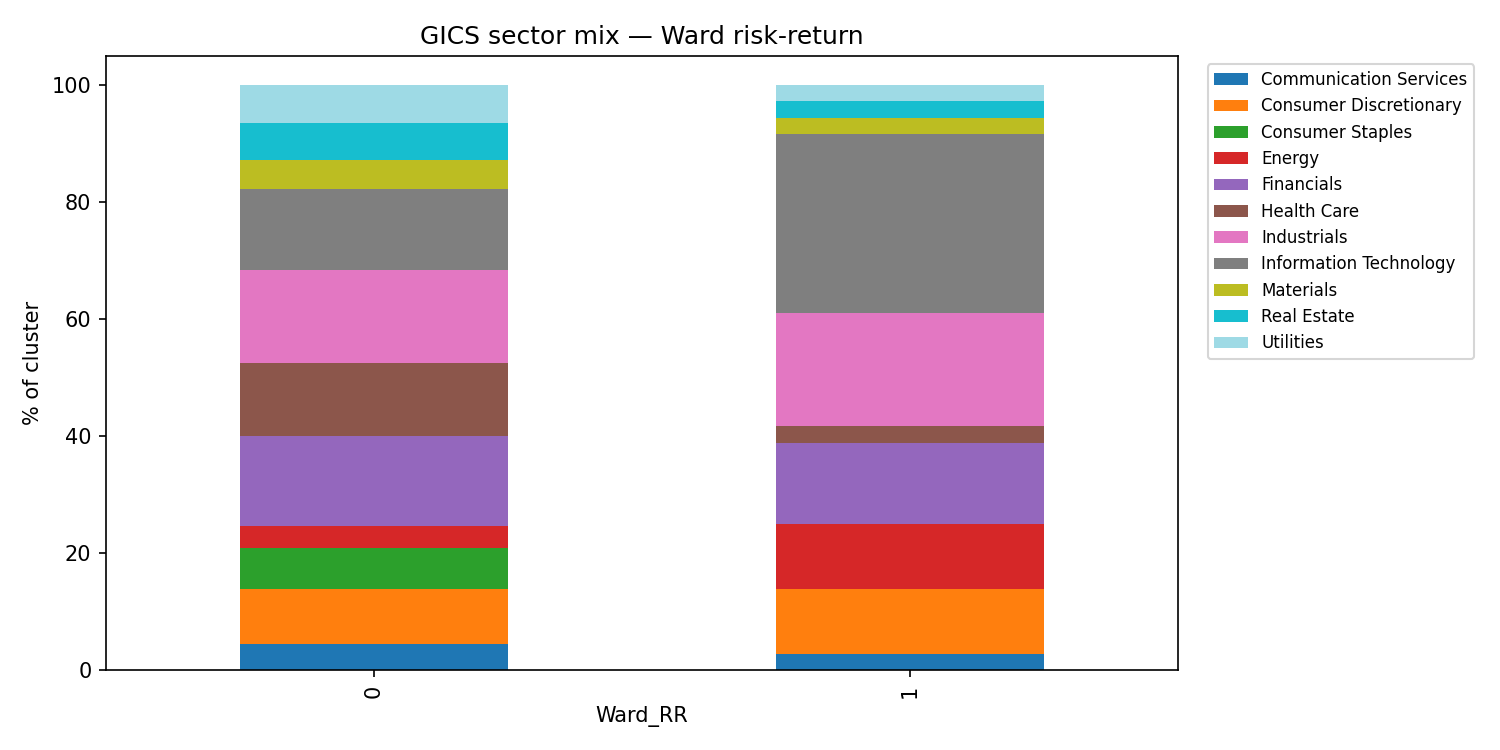 GICS sector mix — Ward risk-return
100
80
60
40
20
0
% of cluster
0
1
Ward_RR
Communication Services
Consumer Discretionary
Consumer Staples
Energy
Financials
Health Care
Industrials
Information Technology
Materials
Real Estate
Utilities